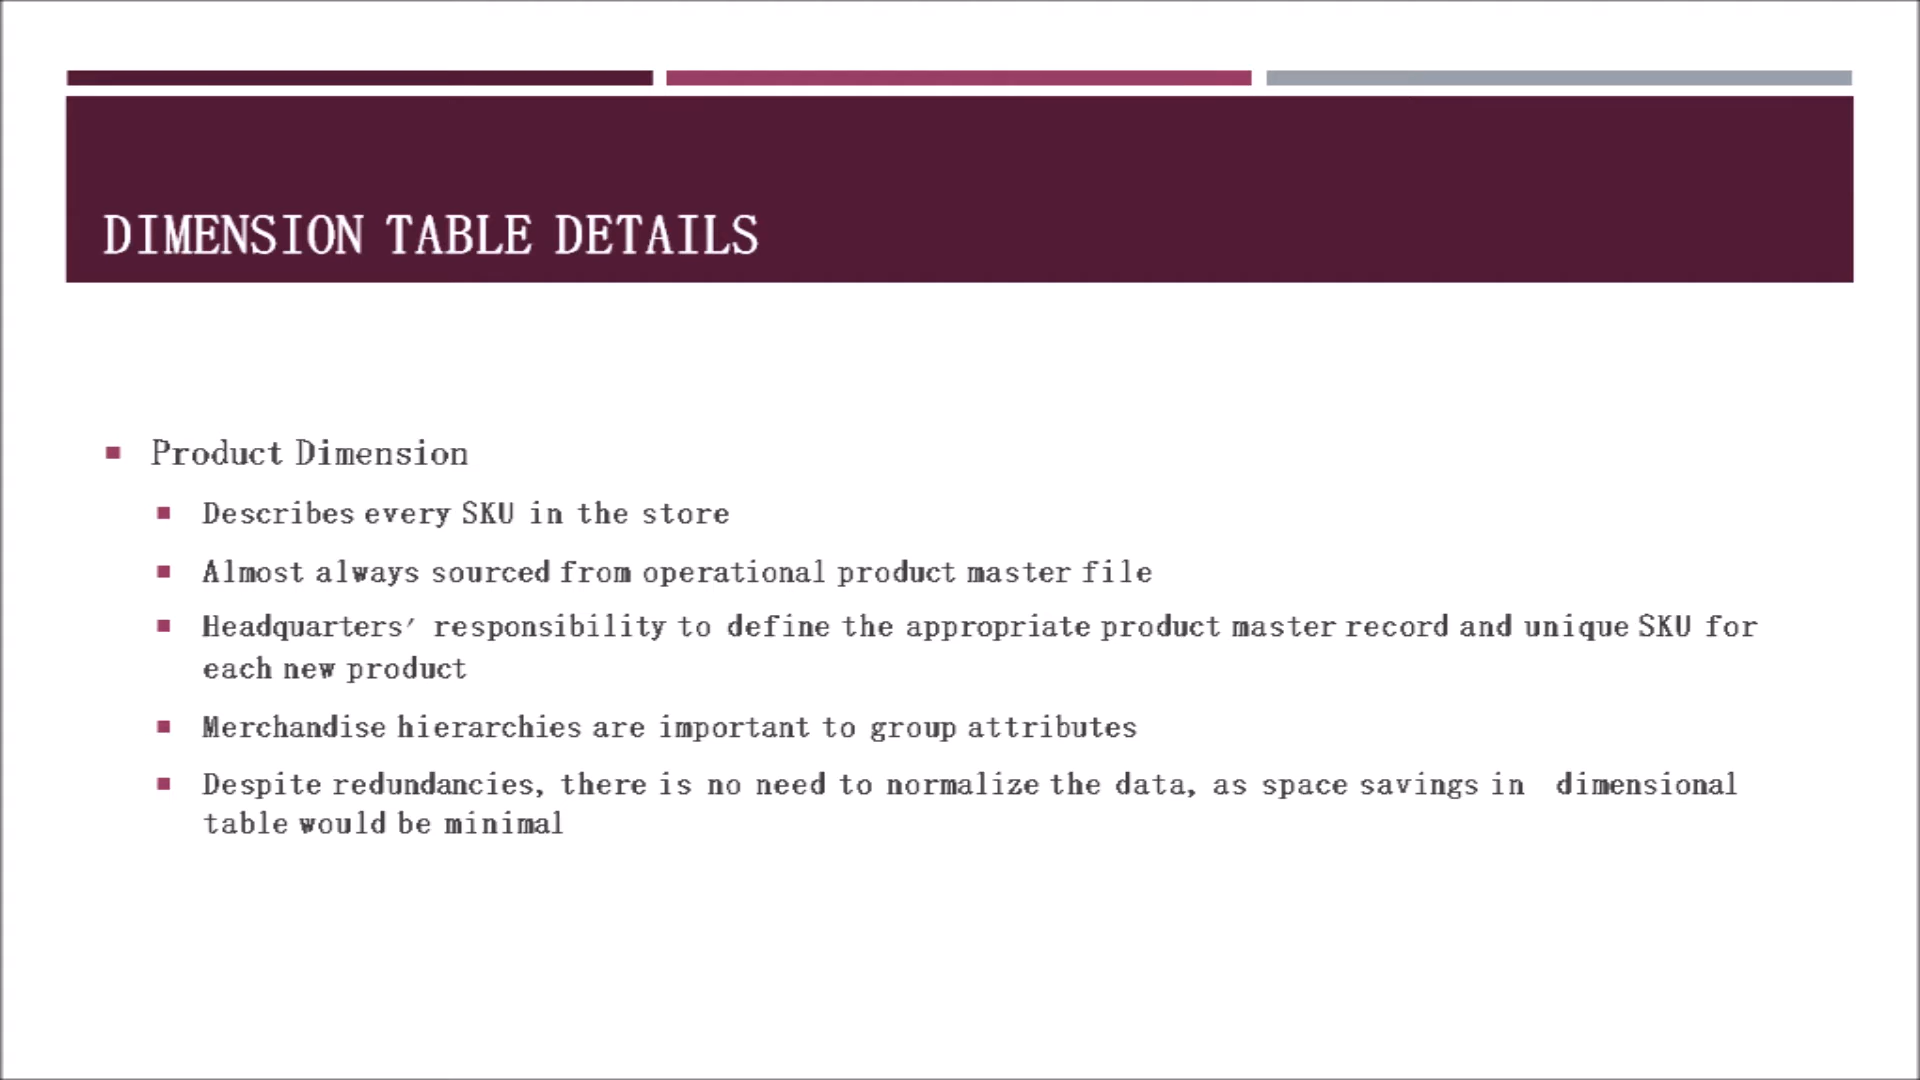 DIMENSION TABLE DETAILS
Product Dimension
Describes every SKU in the store
Almost always sourced from operational product master file
Headquarters' responsibility to define the appropriate product master record and unique SKU for
each new product
Merchandise hierarchies are important to group attributes
Despite redundancies, there is no need to normalize the data, as space savings in dimensional
table would be minimal